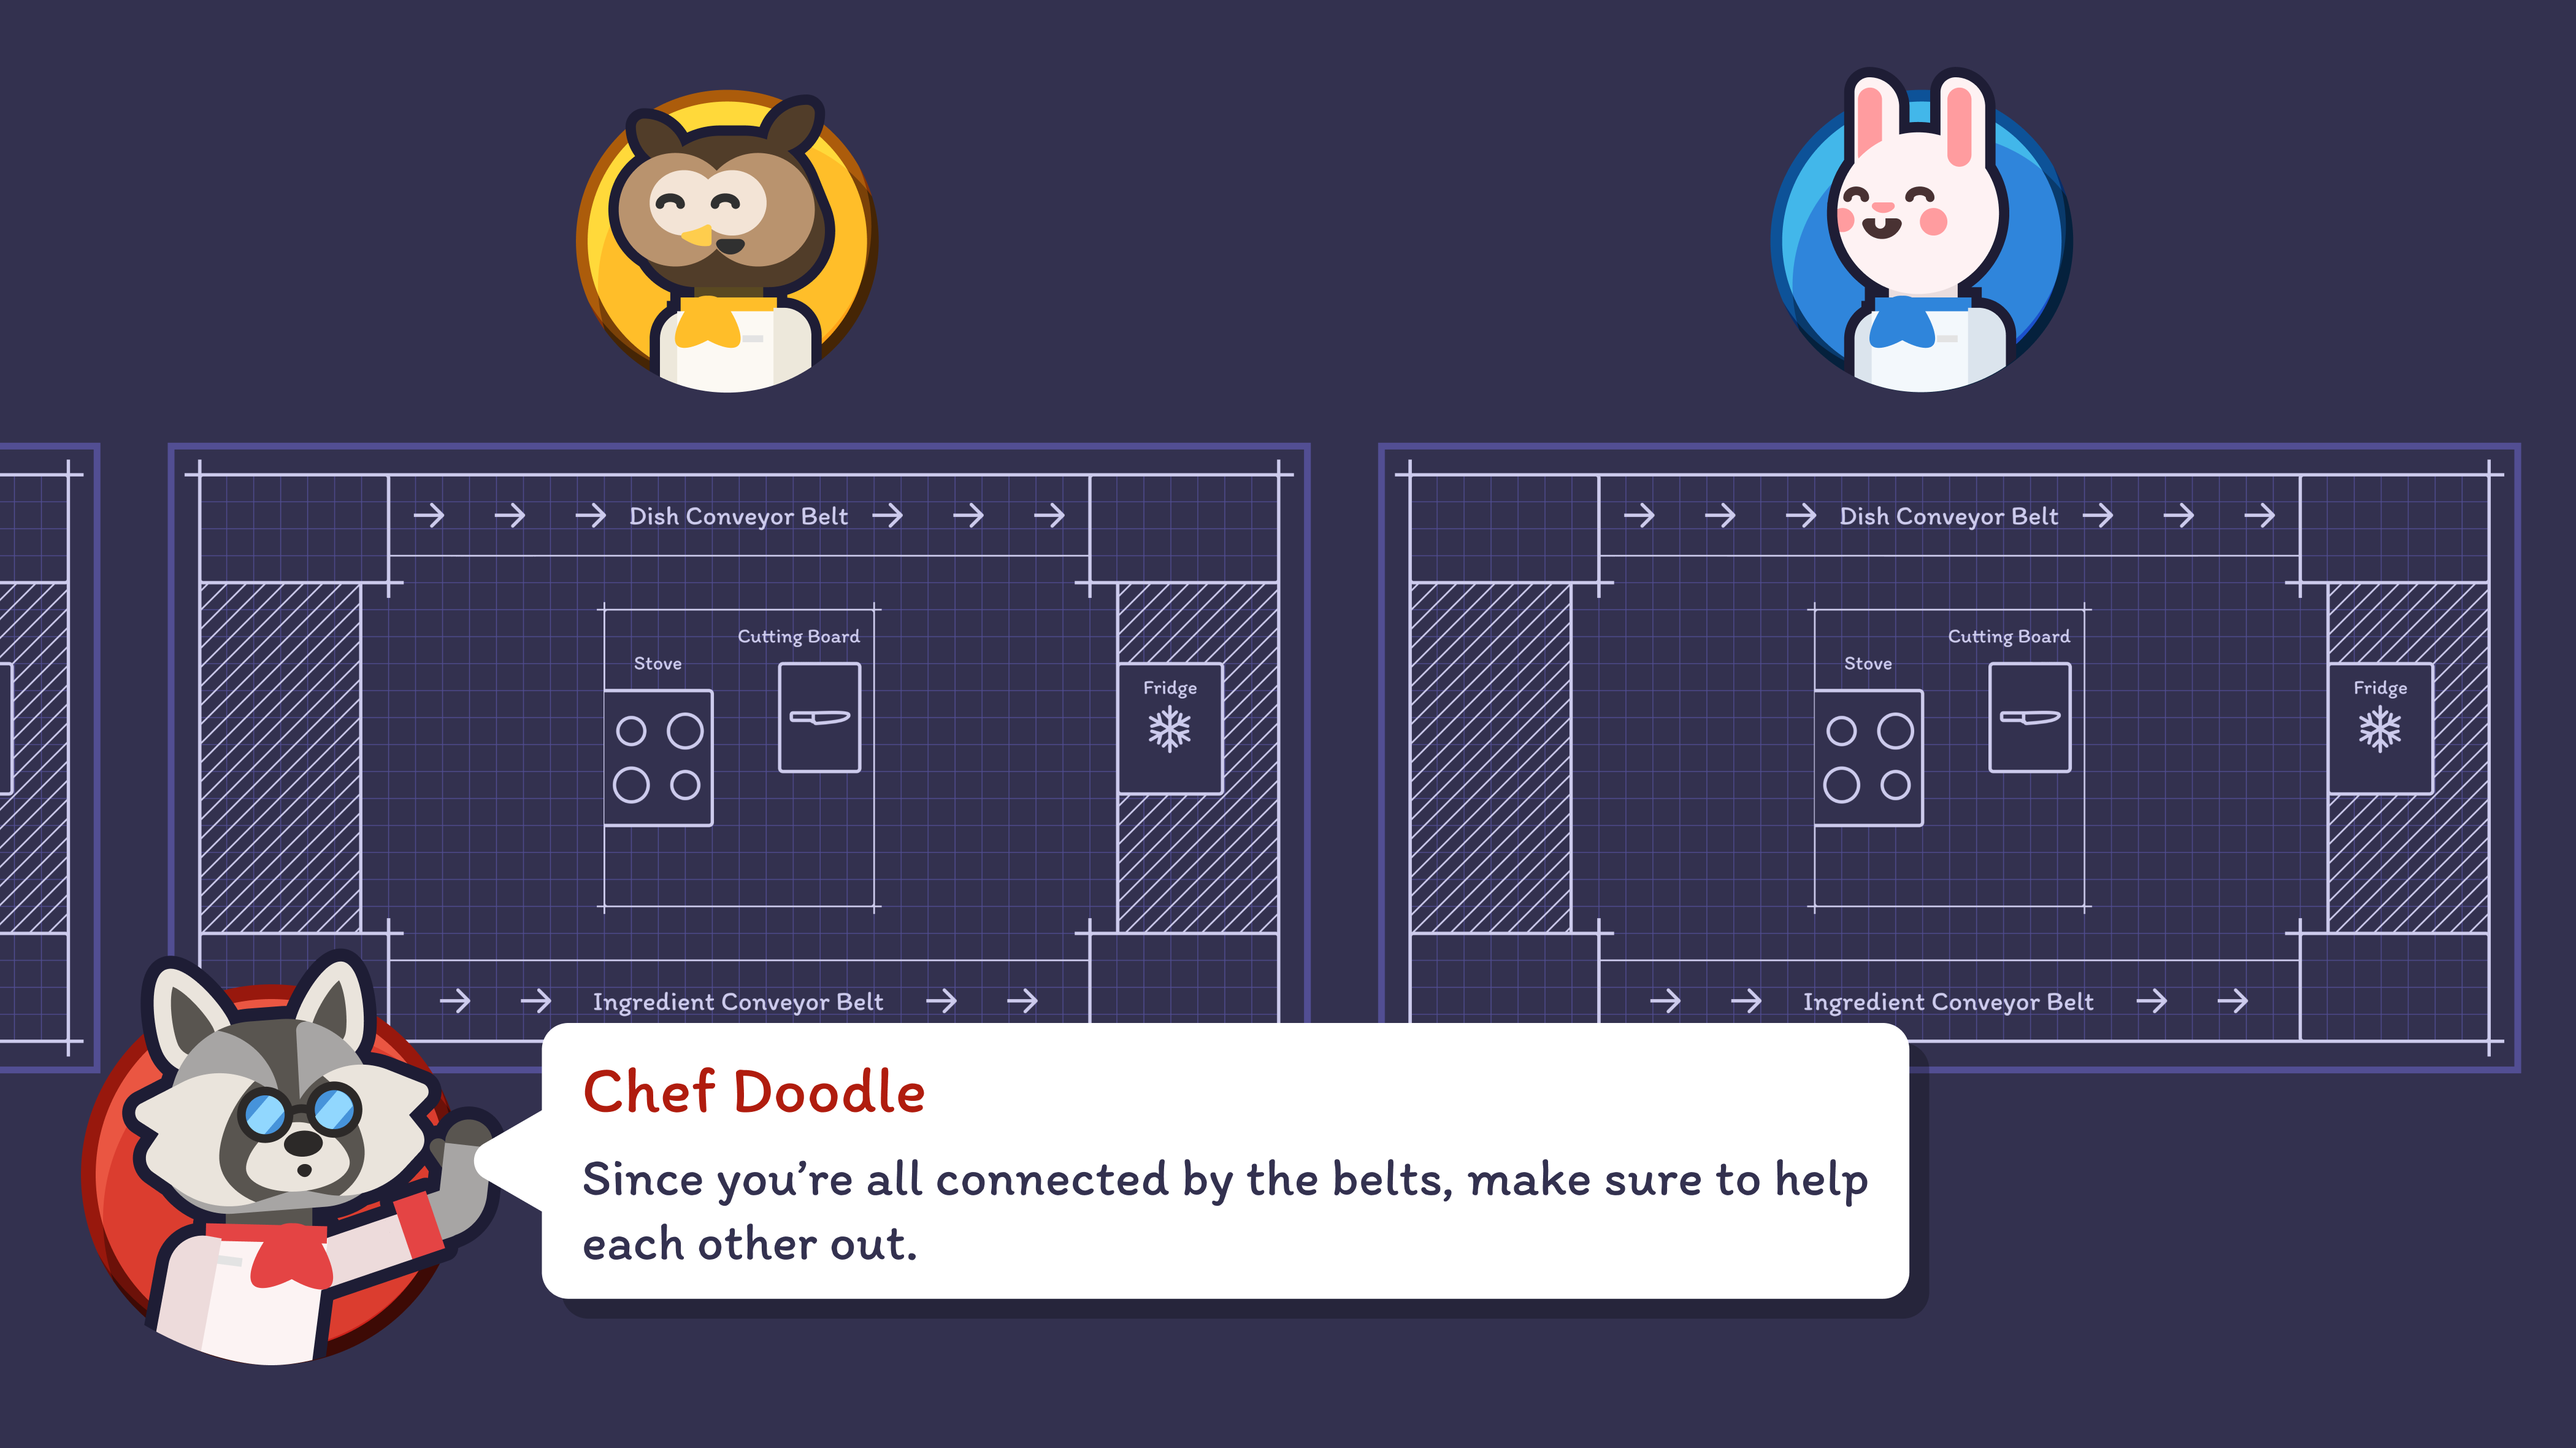 Dish Conveyor Belt
Cutting Board
Stove
Fridge
Ingredient Conveyor Belt
Dish Conveyor Belt
Cutting Board
Stove
Fridge
Ingredient Conveyor Belt
Chef Doodle
Since you’re all connected by the belts, make sure to help
each other out.